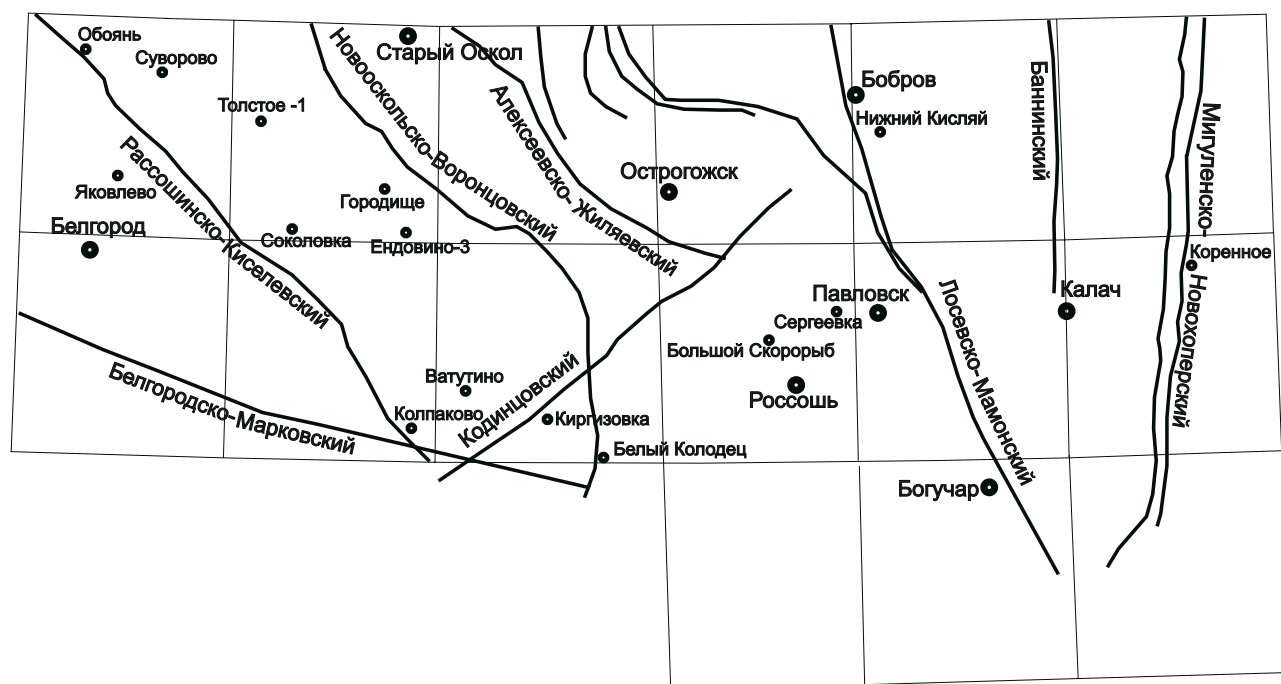 Обоянь
Суворово
Старый Оскол
Толстое -1
Бобров
Нижний Кисляй
Новооскольско-Воронцовский
Алексеевско- Жиляевский
Баннинский
Мигуленско-
Новохоперский
Рассошинско-Киселевский
Яковлево
Белгород
Городище
Соколовка
Ендовино-3
Острогожск
Коренное
Калач
Павловск
Сергеевка
Большой Скорорыб
Россошь
Лосевско- Мамонский
Белгородско-Марковский
Ватутино
Колпаково
Кодинцовский
Киргизовка
Белый Колодец
Богучар